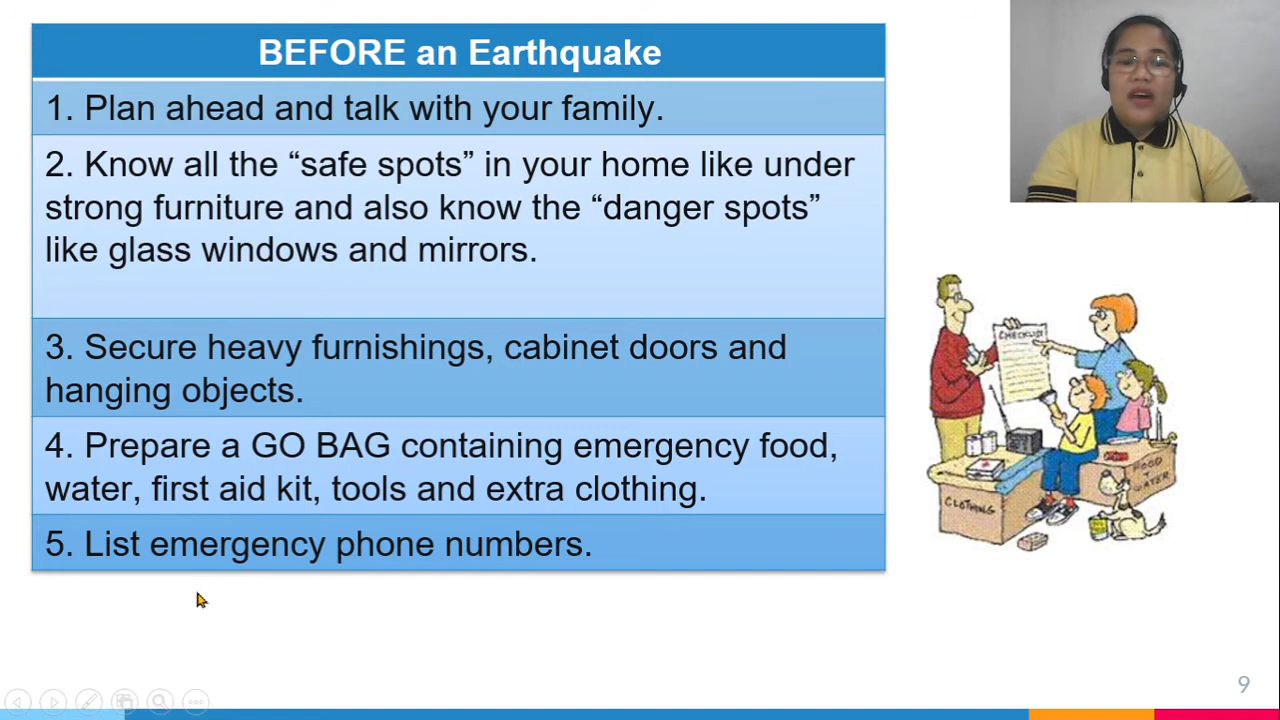 BEFORE an Earthquake
1. Plan ahead and talk with your family.
2. Know all the “safe spots” in your home like under
strong furniture and also know the “danger spots”
like glass windows and mirrors.
3. Secure heavy furnishings, cabinet doors and
hanging objects.
4. Prepare a GO BAG containing emergency food,
water, first aid kit, tools and extra clothing.
5. List emergency phone numbers.
CHECKLIST
FOOD
WATER
CLOTHING
9